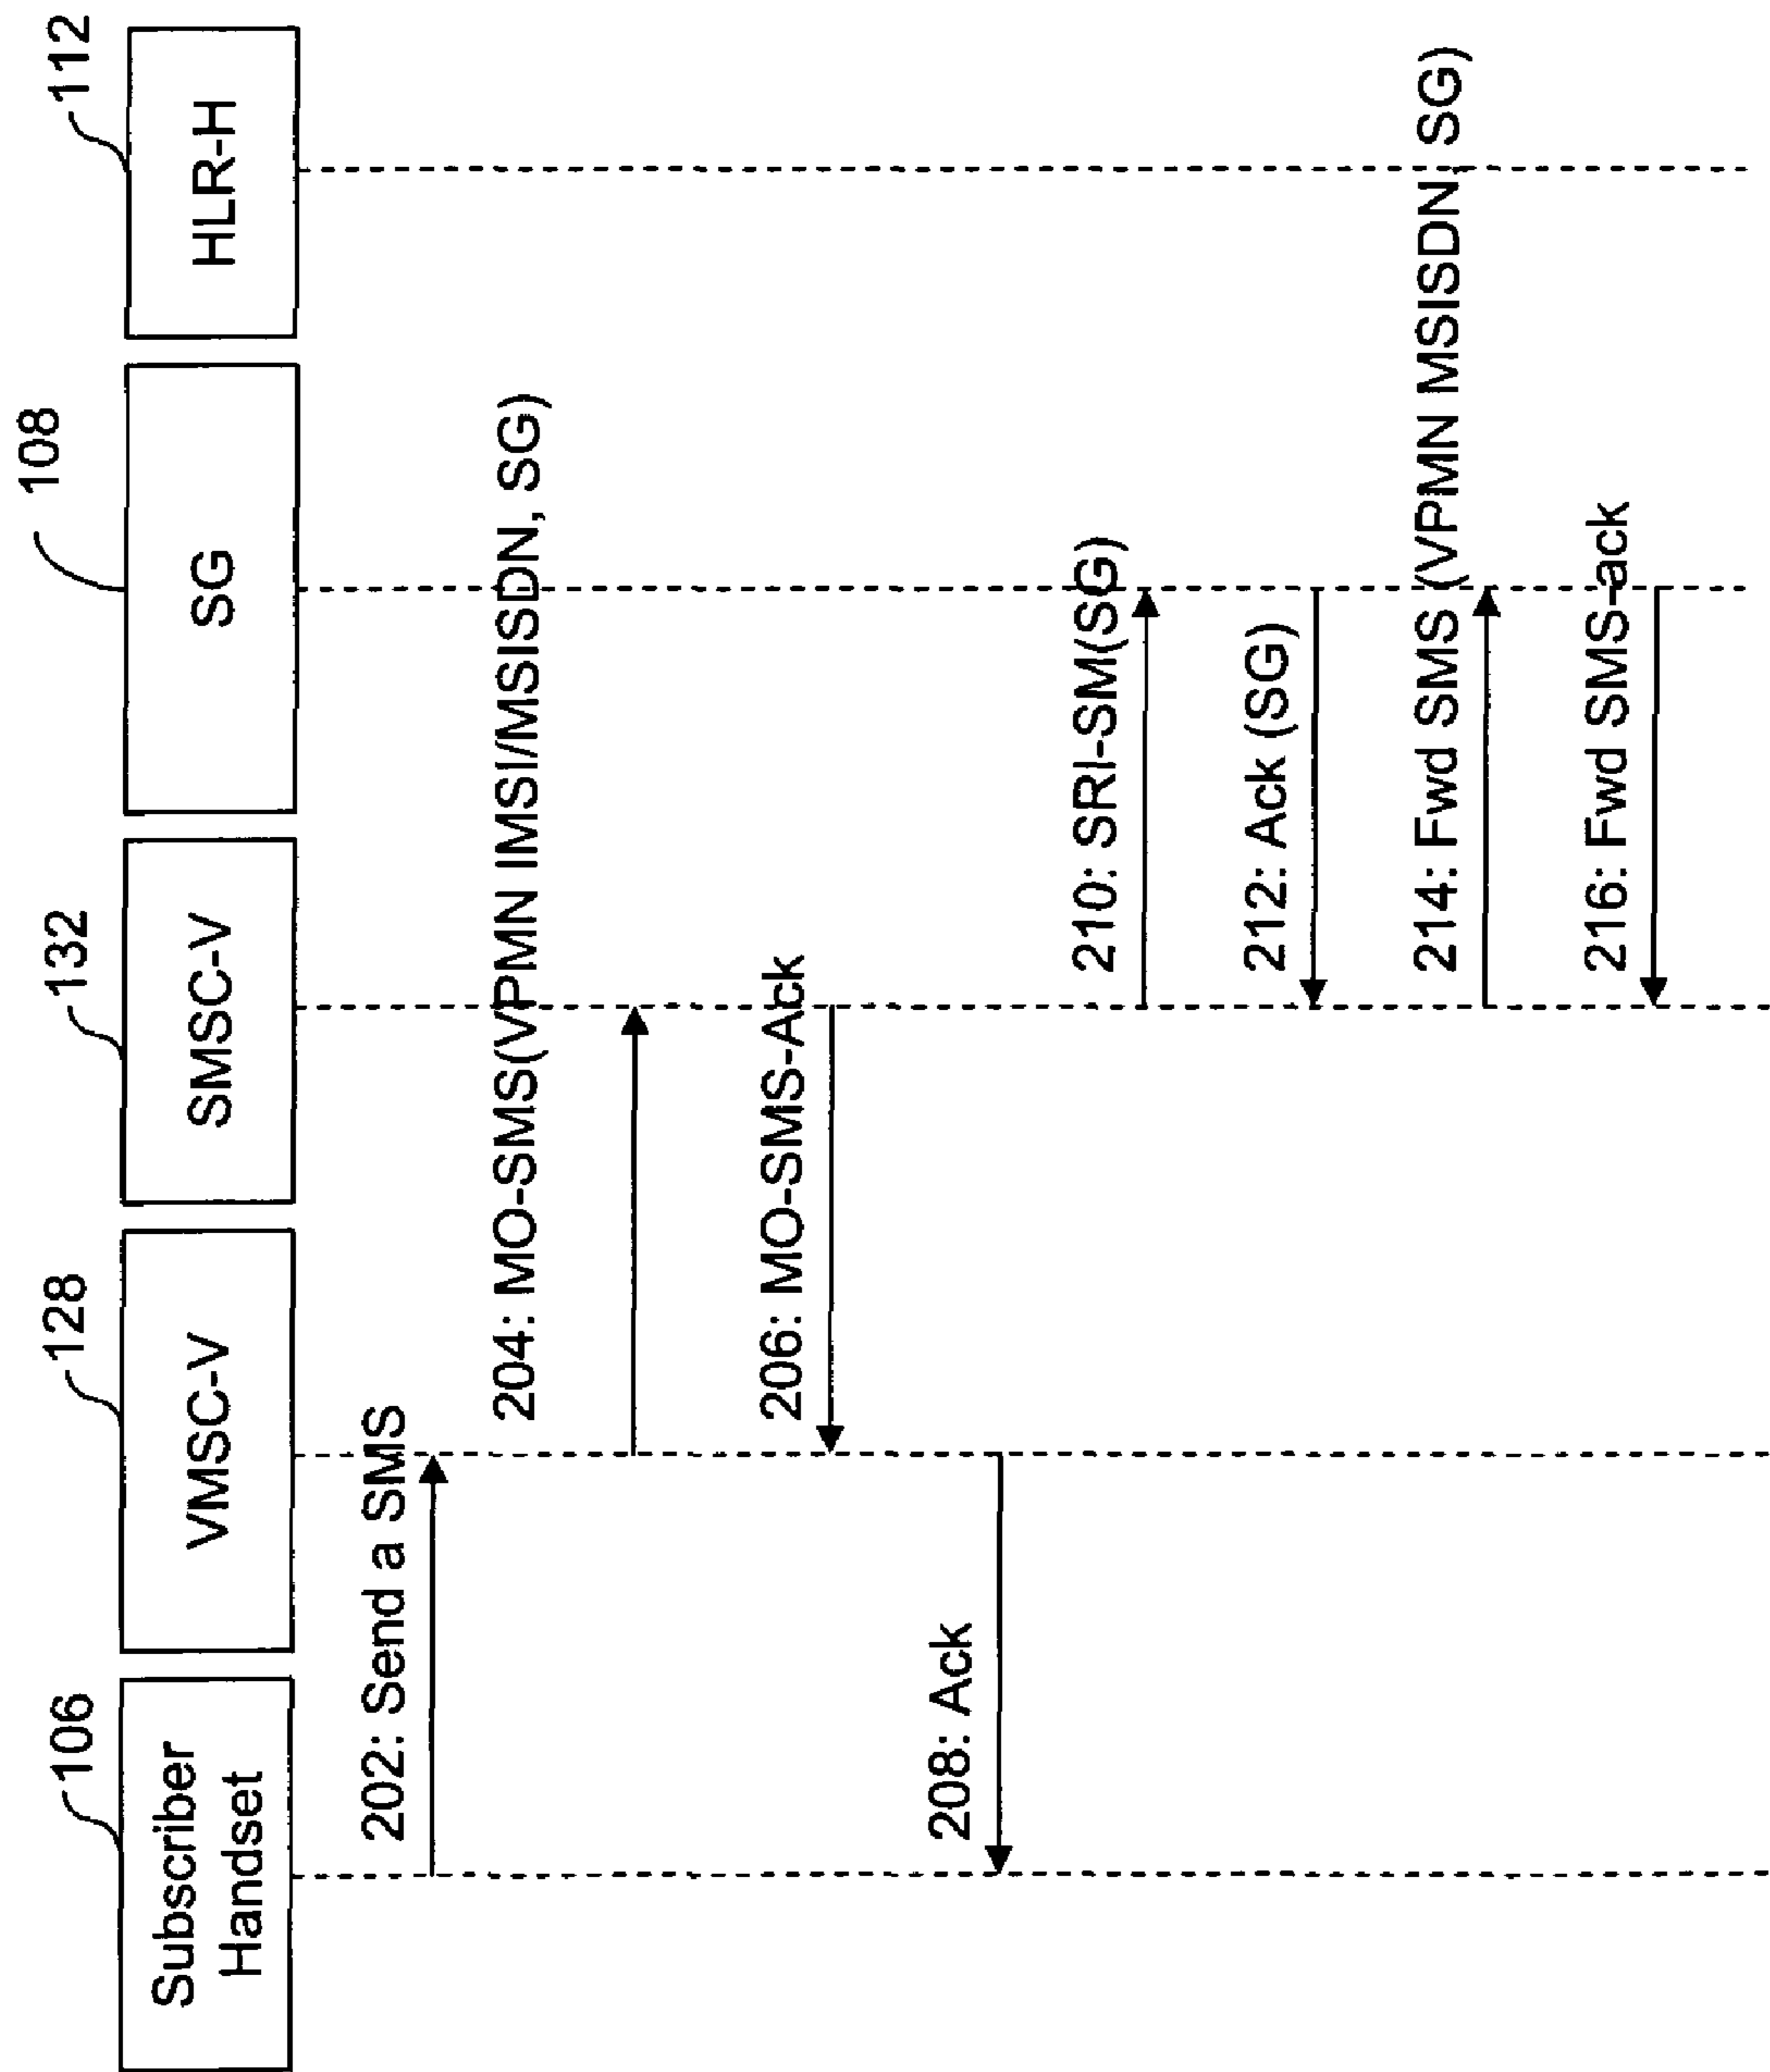 106
128
132
108
112
Subscriber
Handset
VMSC-V
SMSC-V
SG
HLR-H
202: Send a SMS
204: MO-SMS(VPMN IMSI/MSISDN, SG)
206: MO-SMS-Ack
208: Ack
210: SRI-SM(SG)
212: Ack (SG)
214: Fwd SMS (VPMN MSISDN, SG)
216: Fwd SMS-ack